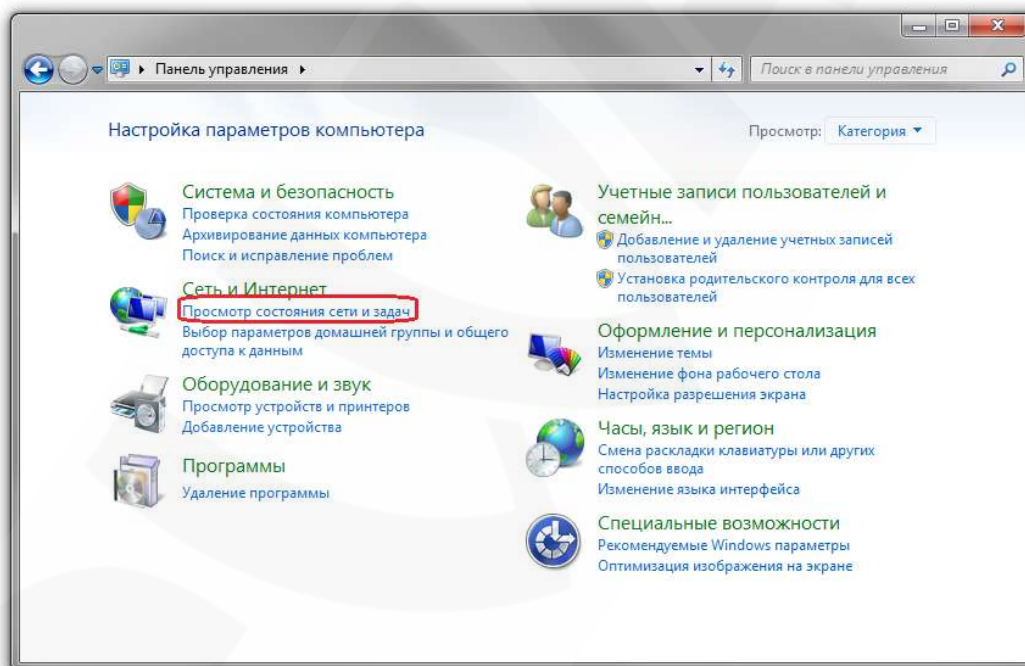 Панель управления
Поиск в панели управления
Настройка параметров компьютера
Просмотр: Категория
Система и безопасность
Проверка состояния компьютера
Архивирование данных компьютера
Поиск и исправление проблем
Сеть и Интернет
Просмотр состояния сети и задач
Выбор параметров домашней группы и общего
доступа к данным
Оборудование и звук
Просмотр устройств и принтеров
Добавление устройства
Программы
Удаление программы
Учетные записи пользователей и
семейн...
Добавление и удаление учетных записей
пользователей
Установка родительского контроля для всех
пользователей
Оформление и персонализация
Изменение темы
Изменение фона рабочего стола
Настройка разрешения экрана
Часы, язык и регион
Смена раскладки клавиатуры или других
способов ввода
Изменение языка интерфейса
Специальные возможности
Рекомендуемые Windows параметры
Оптимизация изображения на экране